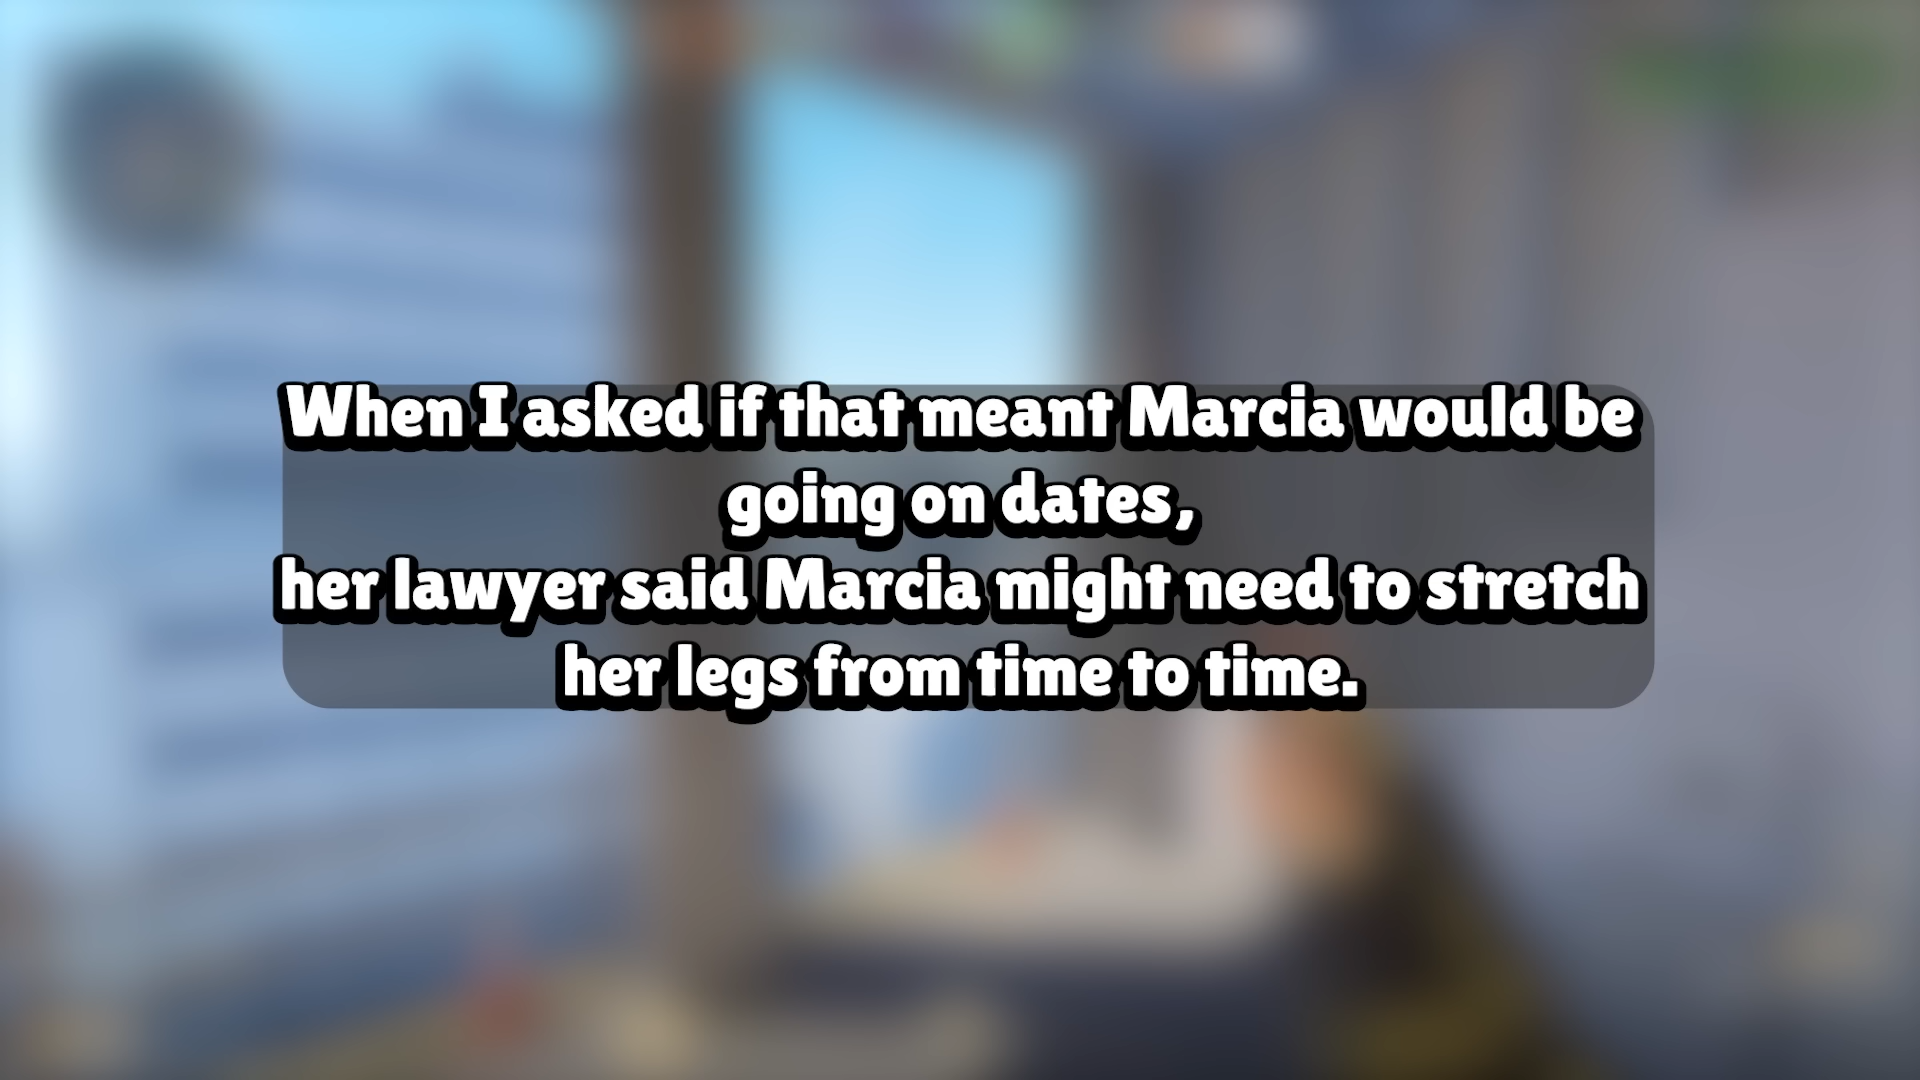 When I asked if that meant Marcia would be
going on dates,
her lawyer said Marcia might need to stretch
her legs from time to time.